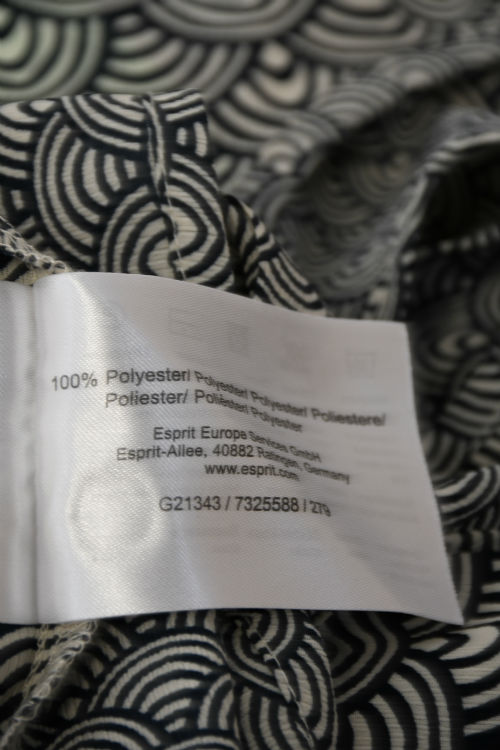 100% Polyester/ Polyester/ Polyester/ Poliestere/
Poliester/ Poliéster/ Polyester
Esprit Europe Services GmbH
Esprit-Allee, 40882 Ratingen, Germany
www.esprit.com
G21343 / 7325588 / 279